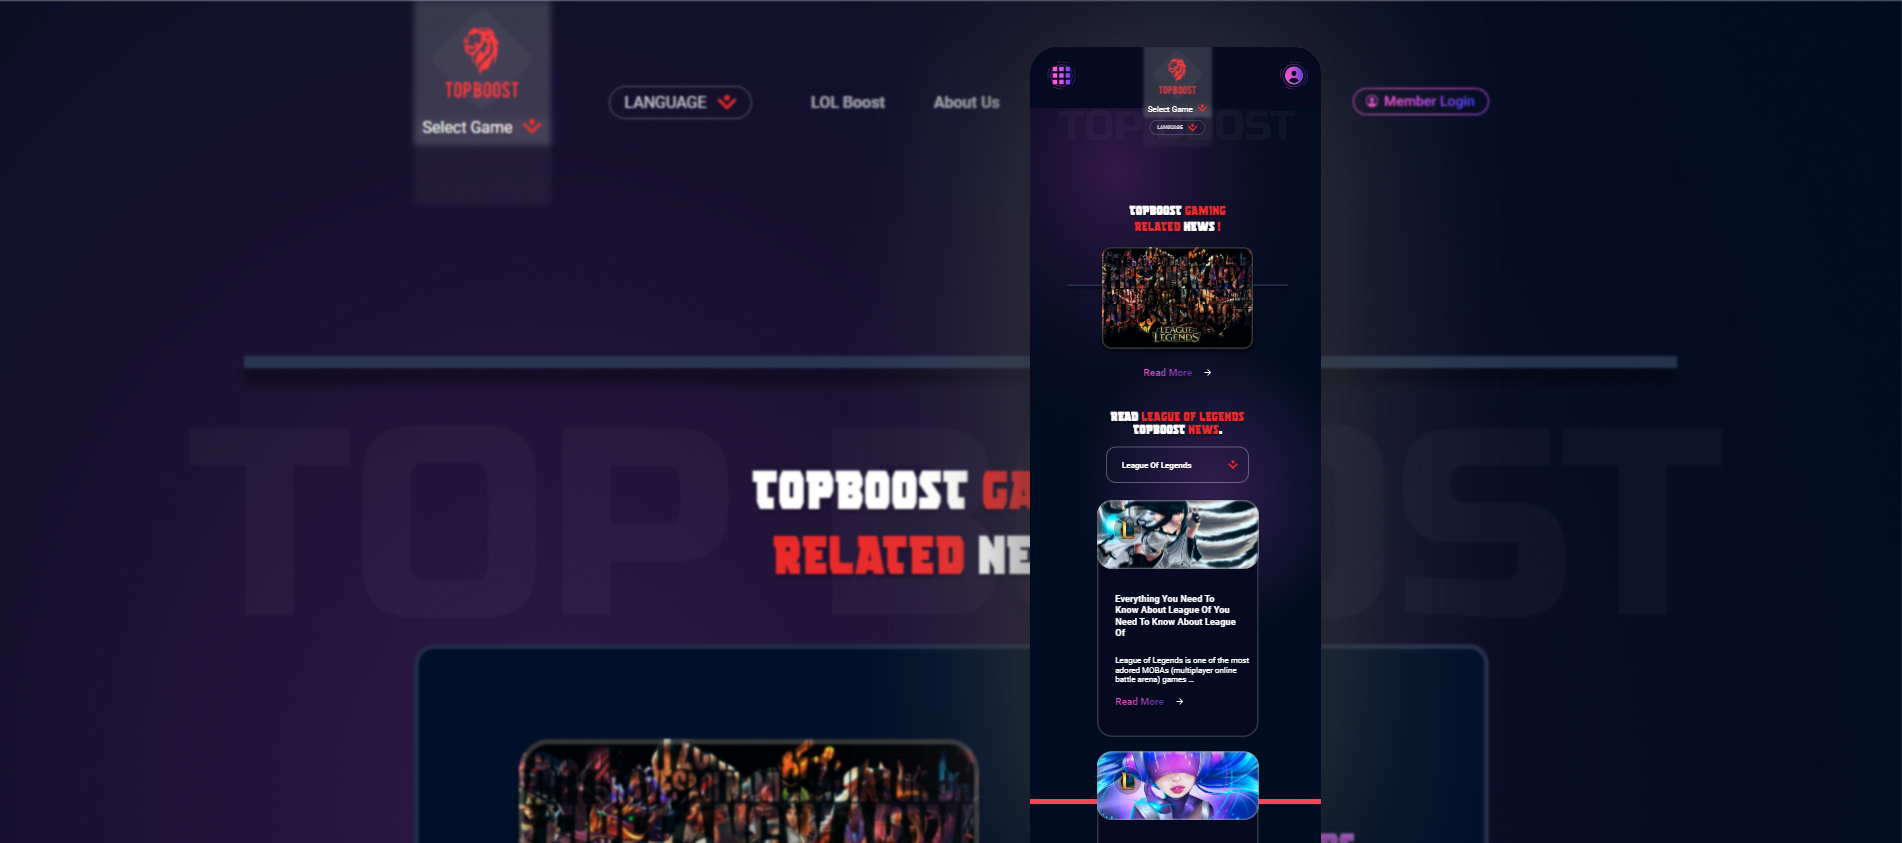 TOPBOOST
Select Game
LANGUAGE
LOL Boost
About Us
Member Login
TOP BOOST
TOPBOOST GA
RELATED NE
TOPBOOST
Select Game
LANGUAGE
TOP OST
TOPBOOST GAMING
RELATED NEWS !
LEAGUE
LEGENDS
Read More
READ LEAGUE OF LEGENDS
TOPBOOST NEWS.
League Of Legends
L
Everything You Need To
Know About League Of You
Need To Know About League
Of
League of Legends is one of the most
adored MOBAs (multiplayer online
battle arena) games ...
Read More
L